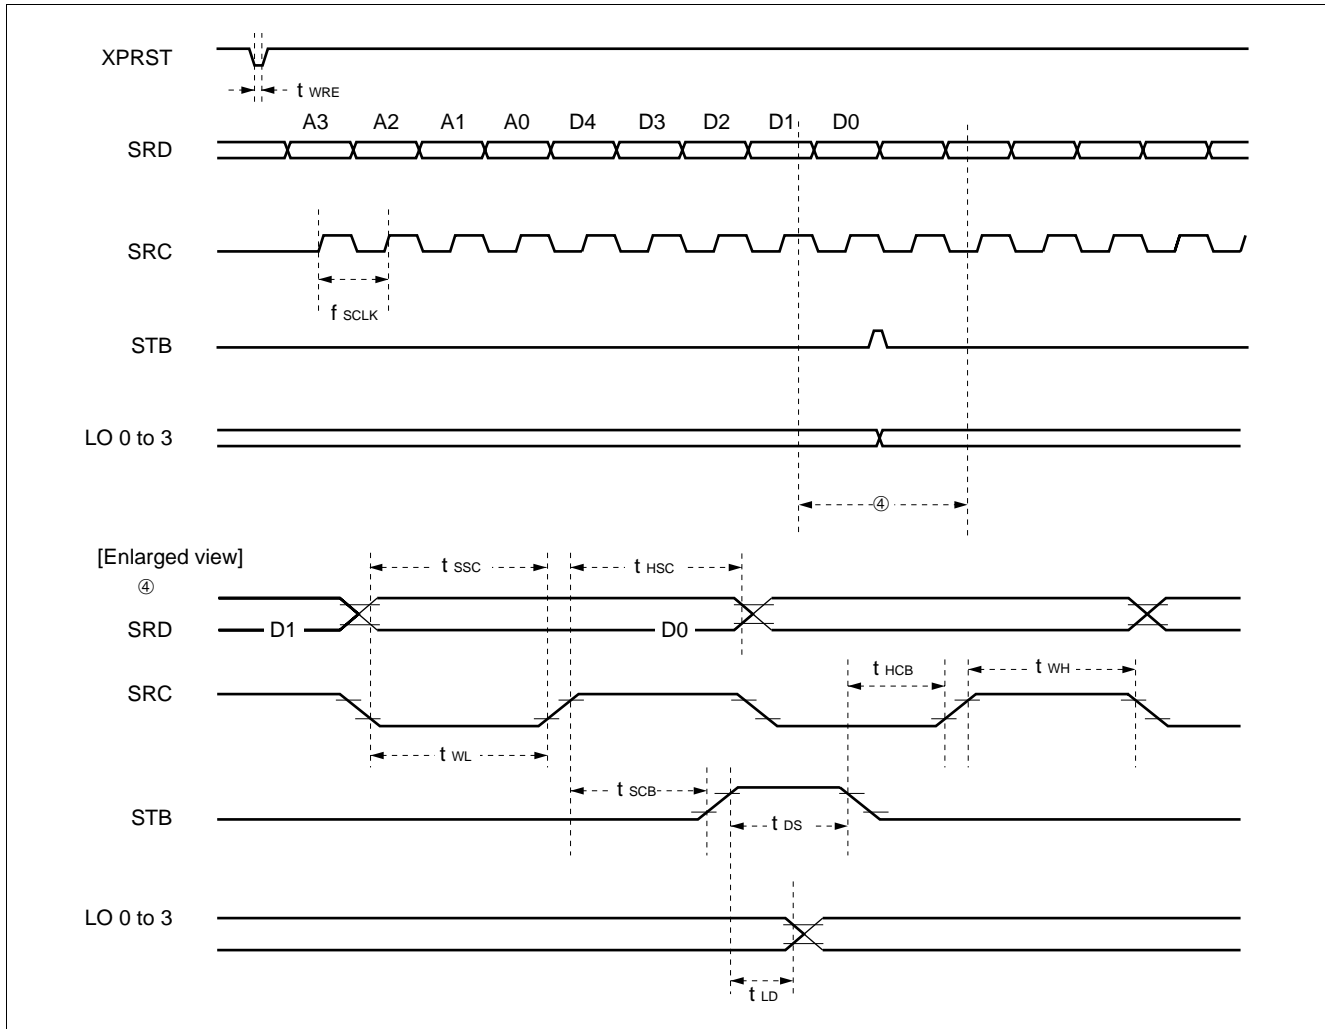 XPRST
t WRE
A3 A2 A1 A0 D4 D3 D2 D1 D0
SRD
SRC
f SCLK
STB
LO 0 to 3
④
[Enlarged view]
④
t SSC t HSC
SRD D1 D0
t HCB t WH
SRC
t WL
t SCB
STB
t DS
LO 0 to 3
t LD